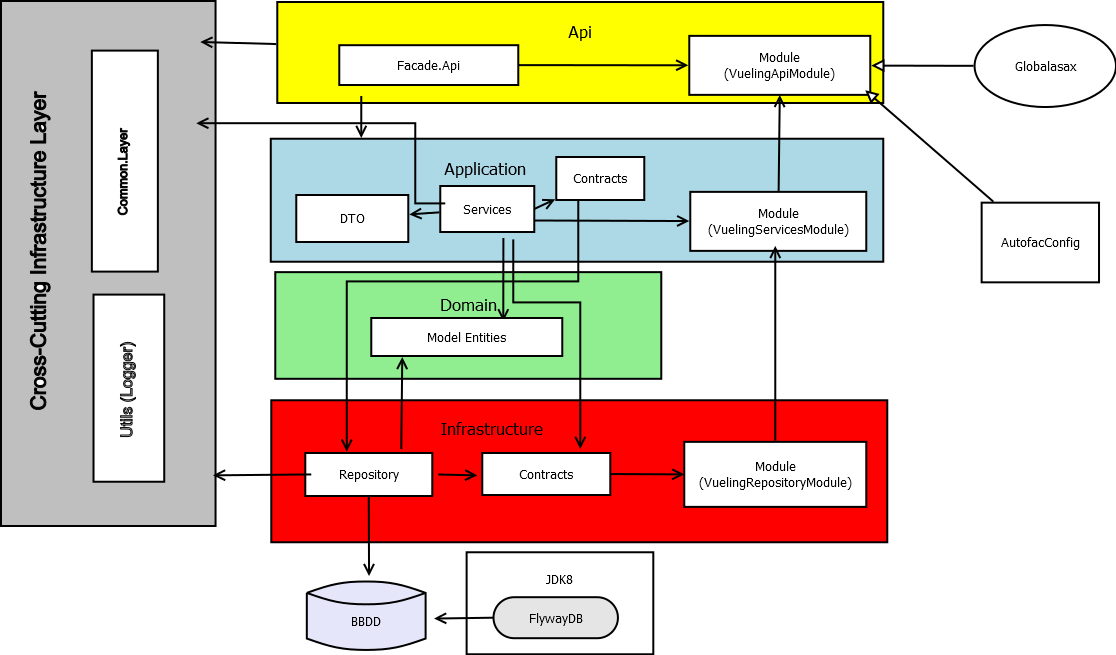 Cross-Cutting Infrastructure Layer
Common.Layer
Utils (Logger)
Api
Facade.Api
Module
(VuelingApiModule)
Globalasax
Application
Contracts
DTO
Services
Module
(VuelingServicesModule)
AutofacConfig
Domain
Model Entities
Infrastructure
Repository
Contracts
Module
(VuelingRepositoryModule)
JDK8
BBDD
FlywayDB